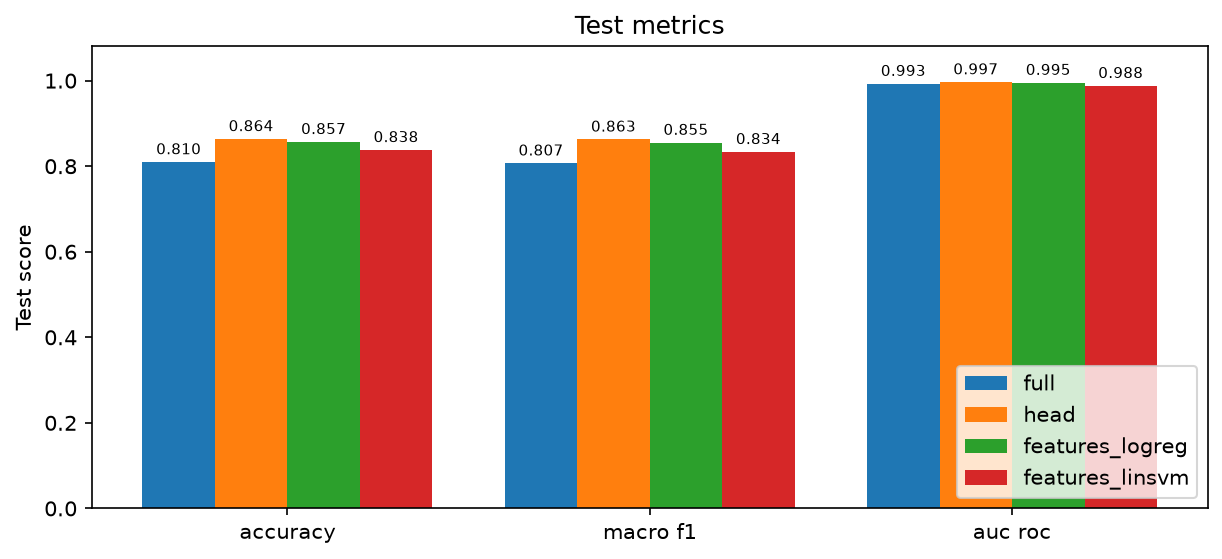 Test metrics
Test score
1.0
0.8
0.6
0.4
0.2
0.0
0.810
0.864
0.857
0.838
0.807
0.863
0.855
0.834
0.993
0.997
0.995
0.988
accuracy
macro f1
auc roc
full
head
features_logreg
features_linsvm